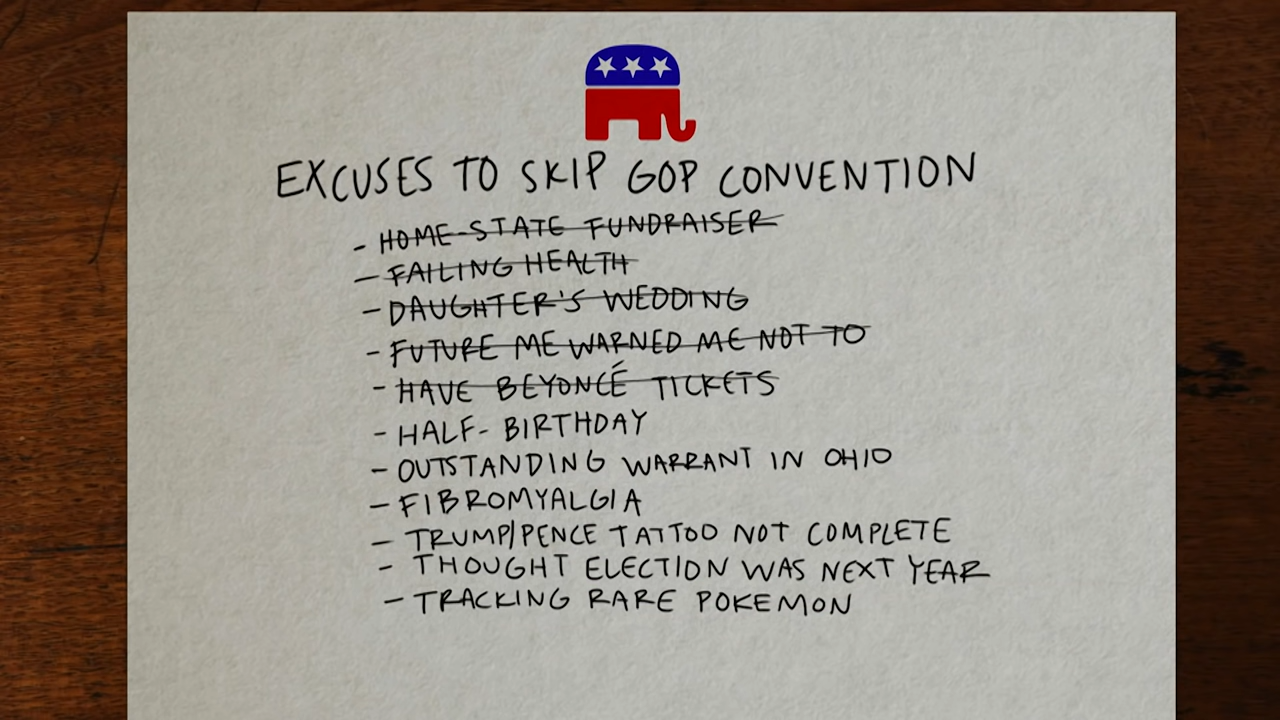 EXCUSES TO SKIP GOP CONVENTION
- HOME-STATE FUNDRAISER
- FAILING HEALTH
- DAUGHTER'S WEDDING
- FUTURE ME WARNED ME NOT TO
- HAVE BEYONCÉ TICKETS
- HALF-BIRTHDAY
- OUTSTANDING WARRANT IN OHIO
- FIBROMYALGIA
- TRUMP/PENCE TATTOO NOT COMPLETE
- THOUGHT ELECTION WAS NEXT YEAR
- TRACKING RARE POKEMON